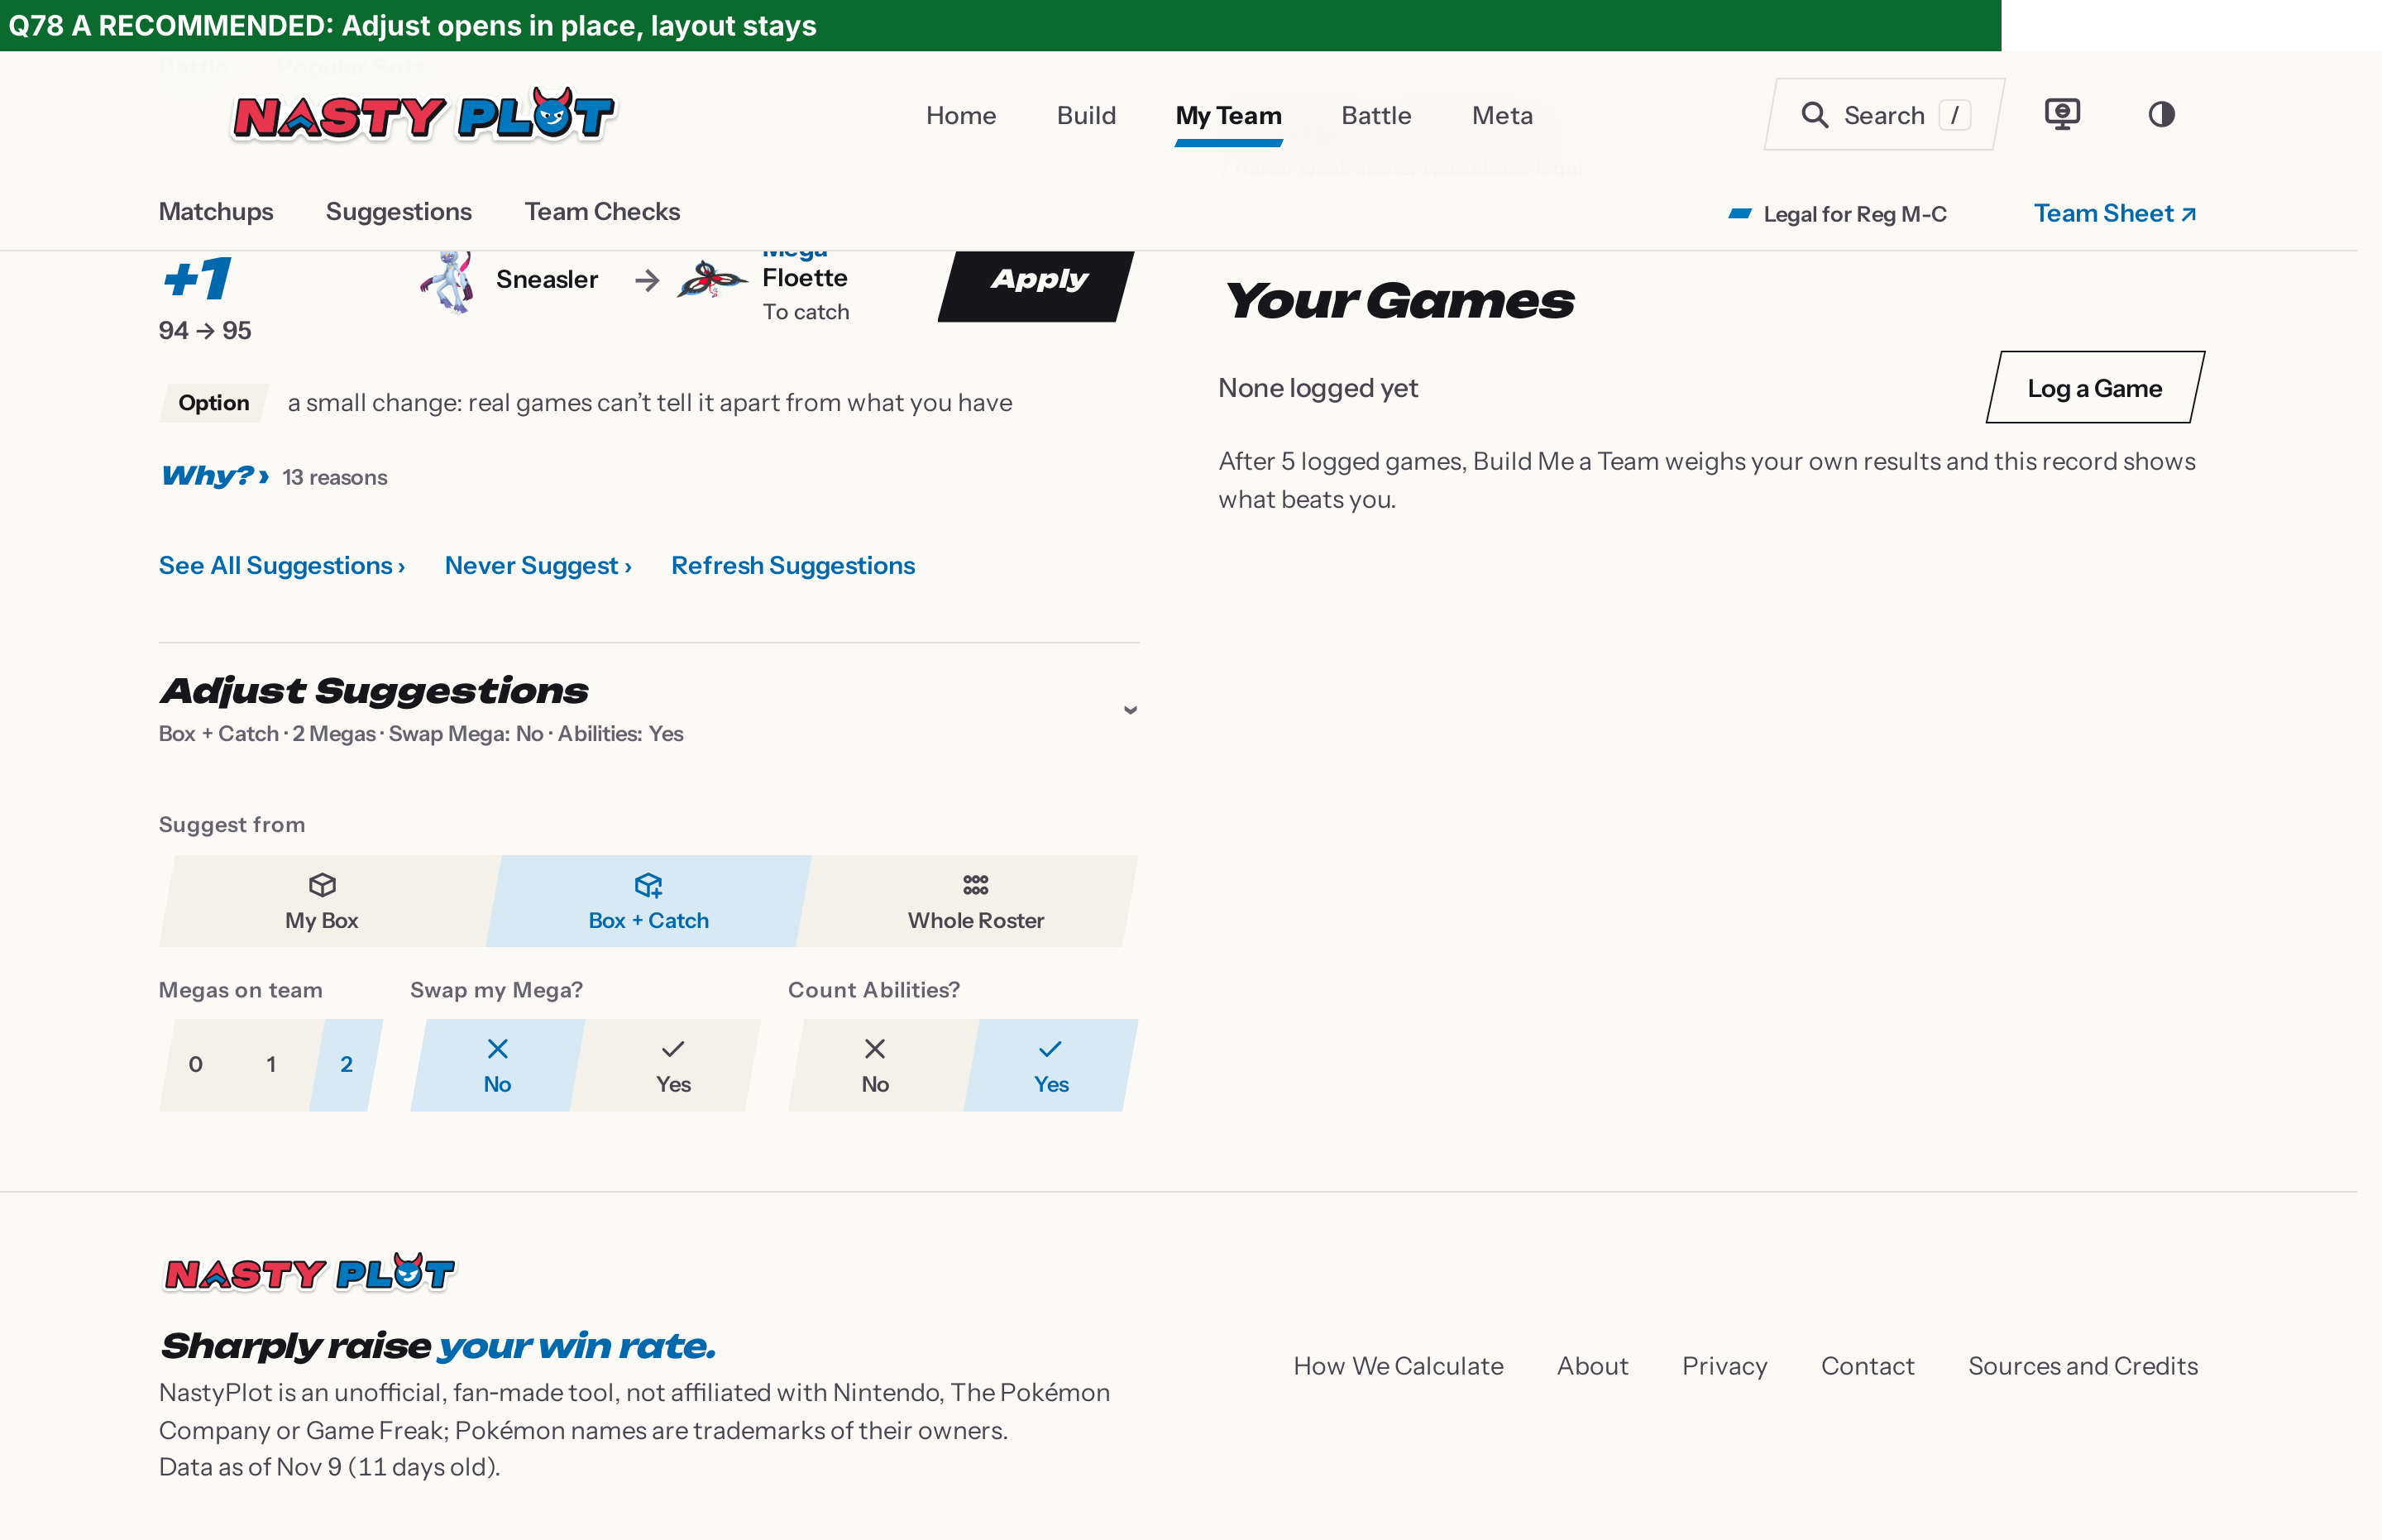 Q78 A RECOMMENDED: Adjust opens in place, layout stays
NASTY PLOT
Home
Build
My Team
Battle
Meta
Search /
Matchups
Suggestions
Team Checks
Legal for Reg M-C
Team Sheet
+1
94 → 95
Sneasler
→
Mega
Floette
To catch
Apply
Option
a small change: real games can’t tell it apart from what you have
Why? ›
13 reasons
See All Suggestions ›
Never Suggest ›
Refresh Suggestions
Your Games
None logged yet
Log a Game
After 5 logged games, Build Me a Team weighs your own results and this record shows
what beats you.
Adjust Suggestions
Box + Catch · 2 Megas · Swap Mega: No · Abilities: Yes
Suggest from
My Box
Box + Catch
Whole Roster
Megas on team
0
1
2
Swap my Mega?
No
Yes
Count Abilities?
No
Yes
NASTY PLOT
Sharply raise your win rate.
NastyPlot is an unofficial, fan-made tool, not affiliated with Nintendo, The Pokémon
Company or Game Freak; Pokémon names are trademarks of their owners.
Data as of Nov 9 (11 days old).
How We Calculate
About
Privacy
Contact
Sources and Credits